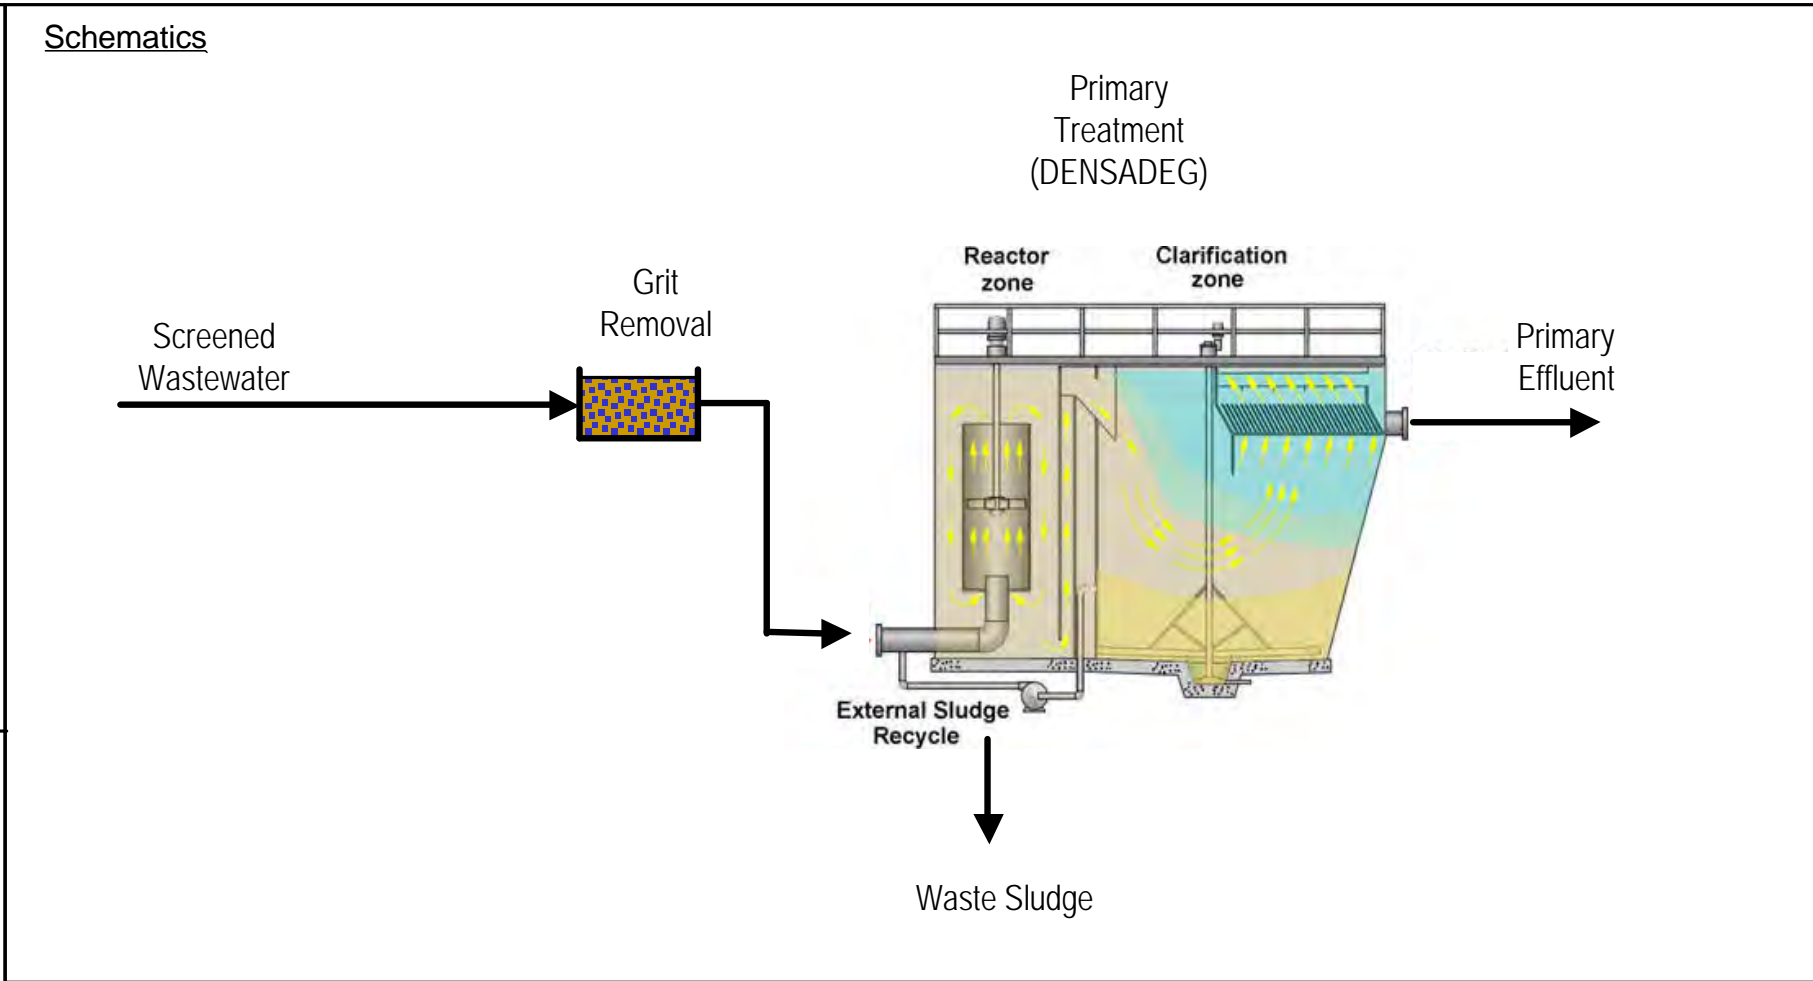 Schematics
Primary
Treatment
(DENSADEG)
Reactor
zone
Clarification
zone
Grit
Removal
Screened
Wastewater
Primary
Effluent
External Sludge
Recycle
Waste Sludge